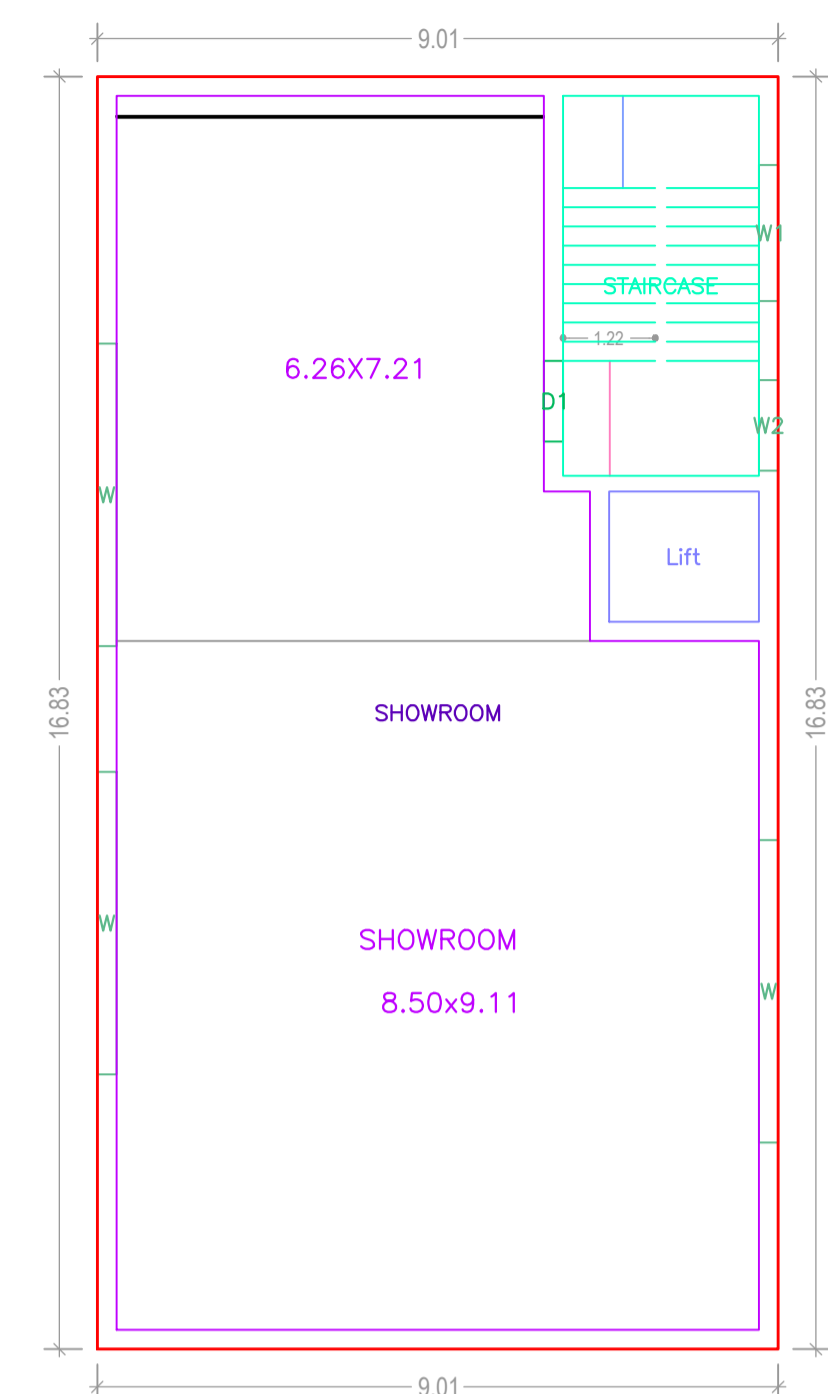 9.01
W1
STAIRCASE
1.22
6.26X7.21
D1
W2
W
Lift
16.83
16.83
SHOWROOM
W
SHOWROOM
W
8.50x9.11
9.01